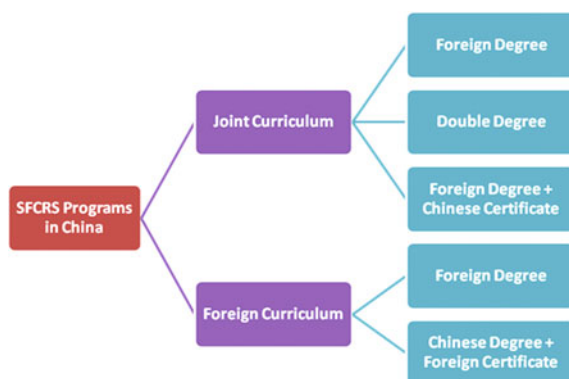 SFCRS Programs
in China
Joint Curriculum
Foreign Degree
Double Degree
Foreign Degree +
Chinese Certificate
Foreign Curriculum
Foreign Degree
Chinese Degree +
Foreign Certificate